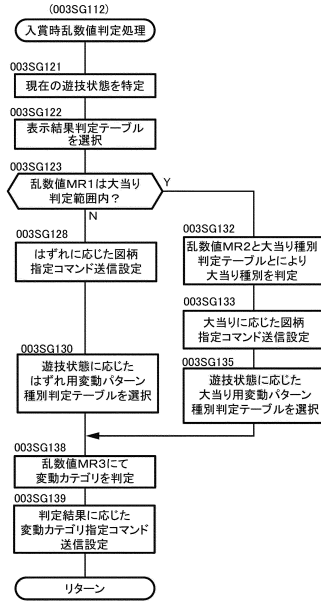 (003SG112)
入賞時乱数値判定処理
003SG121
現在の遊技状態を特定
003SG122
表示結果判定テーブル
を選択
003SG123
乱数値MR1は大当り
判定範囲内？
Y
N
003SG128
はずれに応じた図柄
指定コマンド送信設定
003SG130
遊技状態に応じた
はずれ用変動パターン
種別判定テーブルを選択
003SG132
乱数値MR2と大当り種別
判定テーブルとにより
大当り種別を判定
003SG133
大当りに応じた図柄
指定コマンド送信設定
003SG135
遊技状態に応じた
大当り用変動パターン
種別判定テーブルを選択
003SG138
乱数値MR3にて
変動カテゴリを判定
003SG139
判定結果に応じた
変動カテゴリ指定コマンド
送信設定
リターン